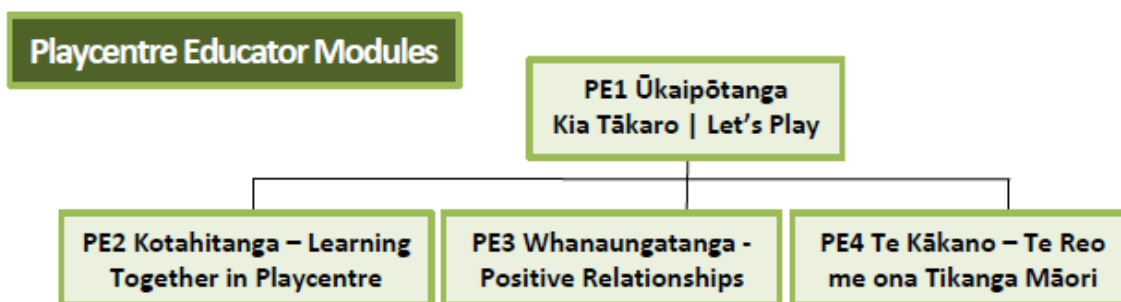 Playcentre Educator Modules
PE1 Ūkaipōtanga
Kia Tākaro | Let's Play
PE2 Kotahitanga – Learning
Together in Playcentre
PE3 Whanaungatanga -
Positive Relationships
PE4 Te Kākano – Te Reo
me ona Tikanga Māori